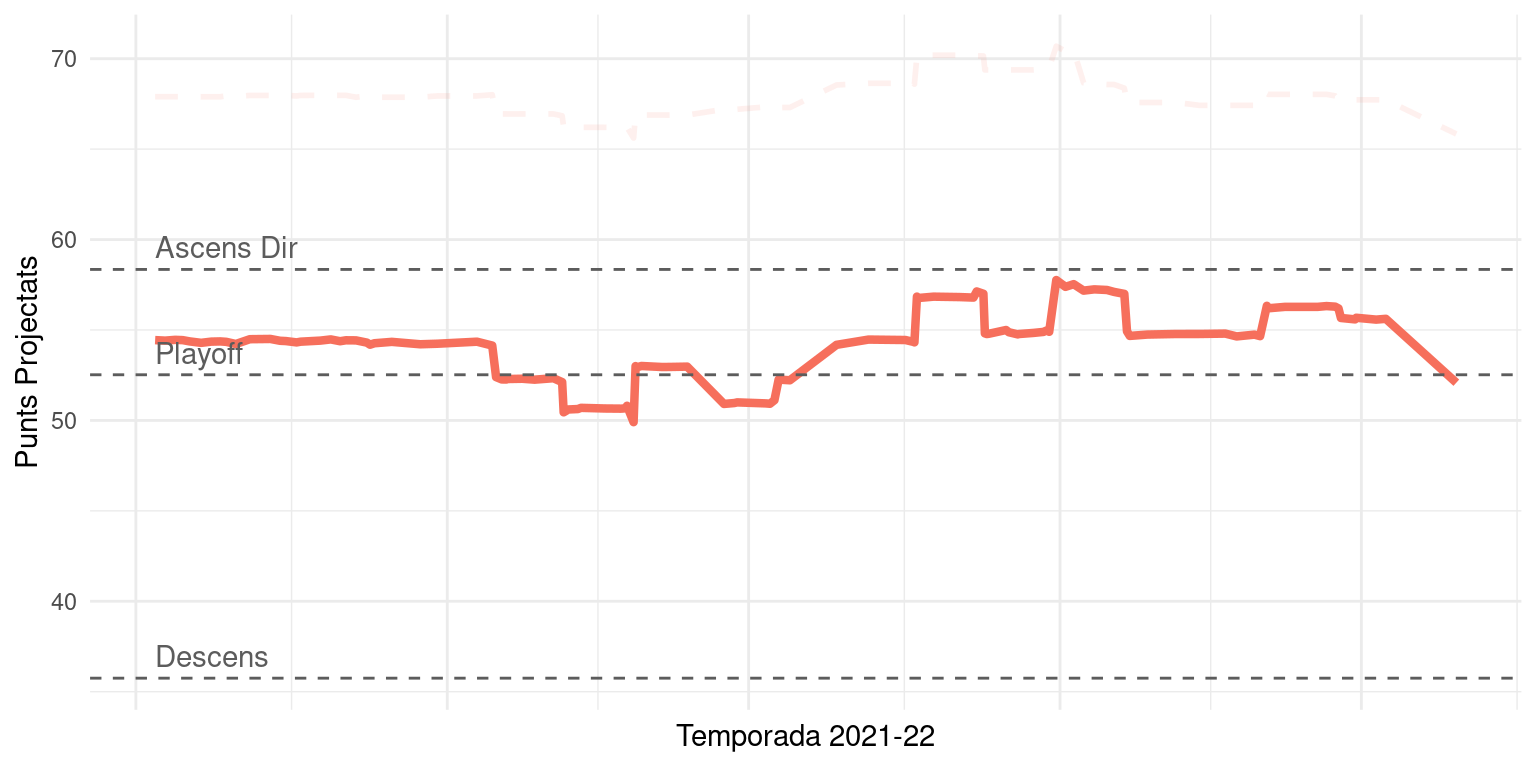 70
60
50
40
Punts Projectats
Ascens Dir
Playoff
Descens
Temporada 2021-22